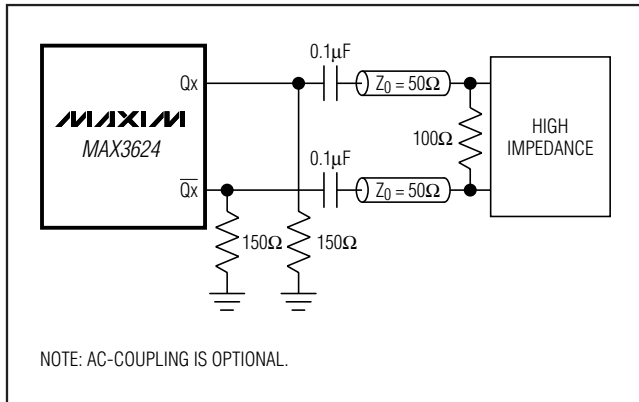 0.1μF
Qx
Z0 = 50Ω
MAXIM
MAX3624
100Ω
HIGH
IMPEDANCE
0.1μF
Q̅x̅
Z0 = 50Ω
150Ω
150Ω
NOTE: AC-COUPLING IS OPTIONAL.